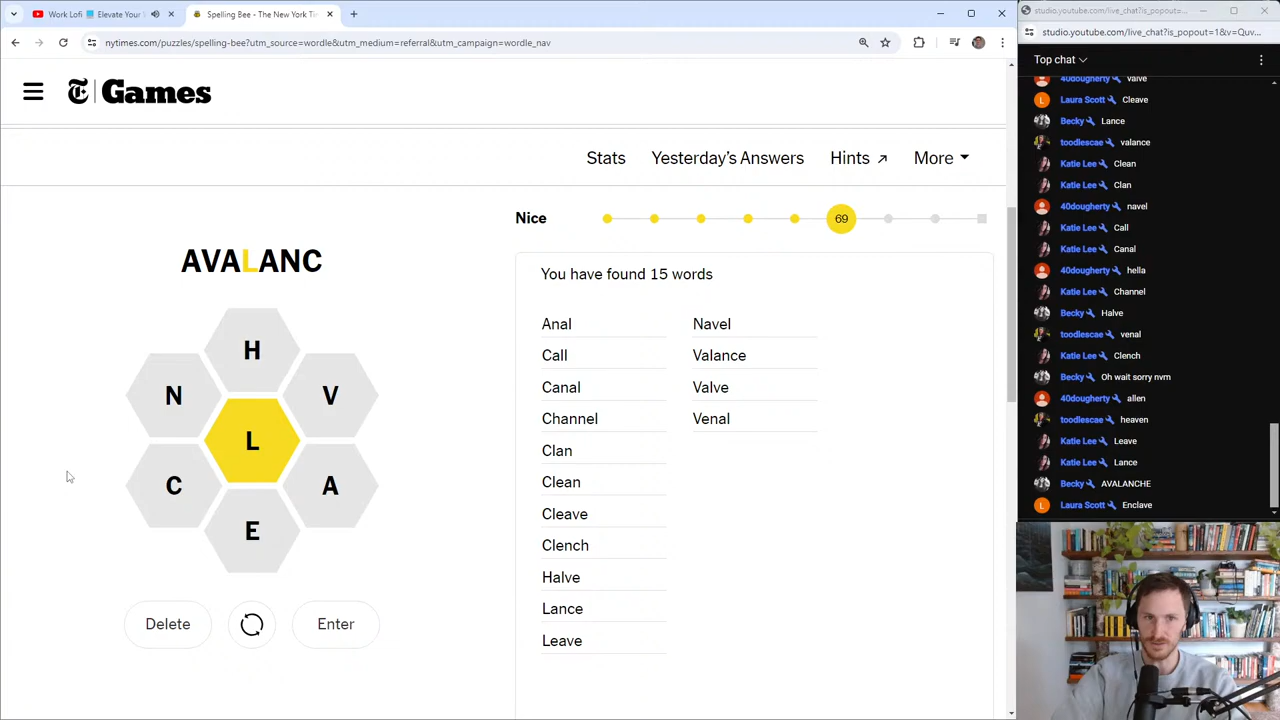 Work Lofi
Elevate Your
Spelling Bee - The New York Tim
nytimes.com/puzzles/spelling-bee?utm_source=wordle&utm_medium=referral&utm_campaign=wordle_nav
Games
Stats
Yesterday's Answers
Hints
More
Nice
69
AVALANC
You have found 15 words
Anal
Call
Canal
Channel
Clan
Clean
Cleave
Clench
Halve
Lance
Leave
Navel
Valance
Valve
Venal
H
N
V
L
C
A
E
Delete
Enter
studio.youtube.com/live_chat?is_popout=...
studio.youtube.com/live_chat?is_popout=1&v=Quv...
Top chat
40dougherty valve
L Laura Scott Cleave
Becky Lance
toodlescae valance
Katie Lee Clean
Katie Lee Clan
40dougherty navel
Katie Lee Call
Katie Lee Canal
40dougherty hella
Katie Lee Channel
Becky Halve
toodlescae venal
Katie Lee Clench
Becky Oh wait sorry nvm
40dougherty allen
toodlescae heaven
Katie Lee Leave
Katie Lee Lance
Becky AVALANCHE
L Laura Scott Enclave